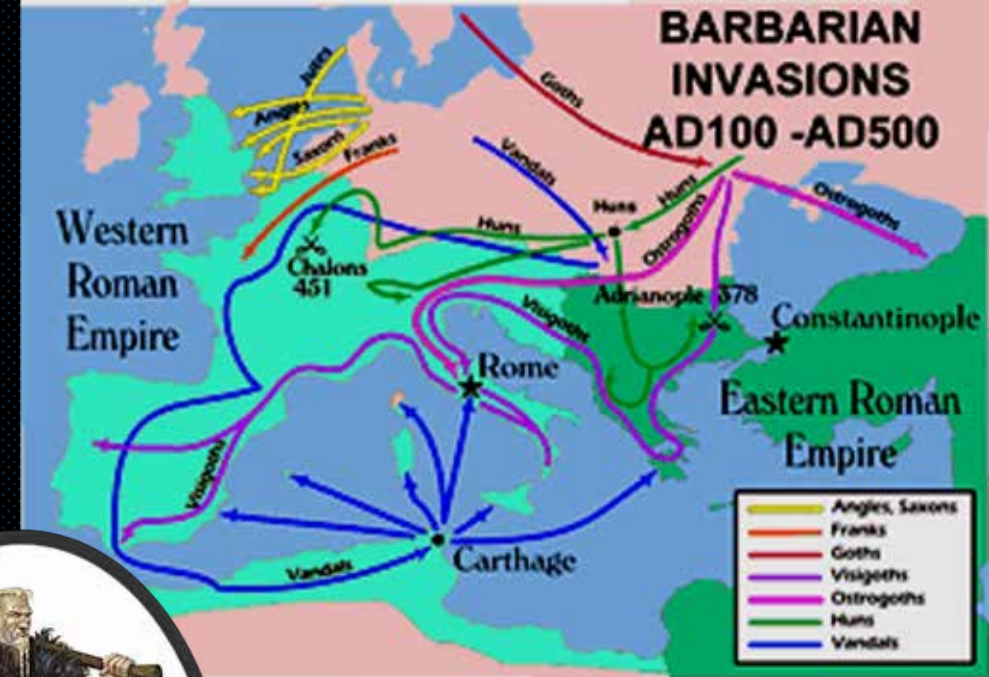 BARBARIAN
INVASIONS
AD100 -AD500
Jutes
Angles
Saxons
Franks
Goths
Vandals
Huns
Huns
Huns
Ostrogoths
Ostrogoths
Western
Roman
Empire
Chalons
451
Adrianople 378
Visigoths
Constantinople
Rome
Eastern Roman
Empire
Visigoths
Carthage
Vandals
Angles, Saxons
Franks
Goths
Visigoths
Ostrogoths
Huns
Vandals